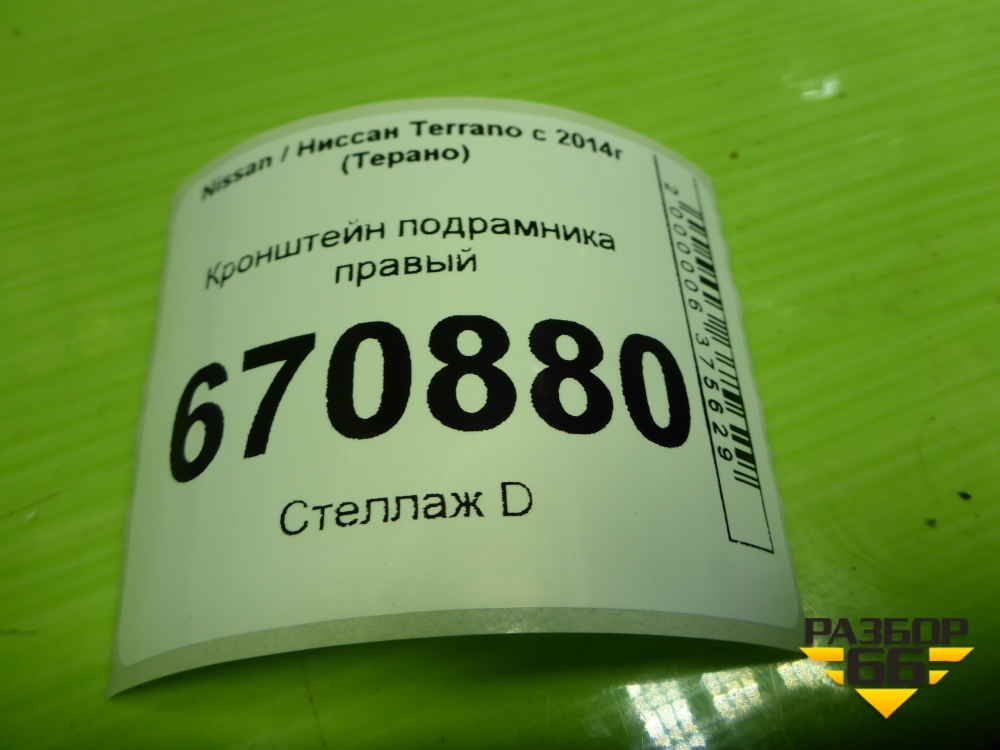 Nissan / Ниссан Terrano с 2014г
(Терано)
Кронштейн подрамника
правый
670880
Стеллаж D
2000006375629
РАЗБОР
66